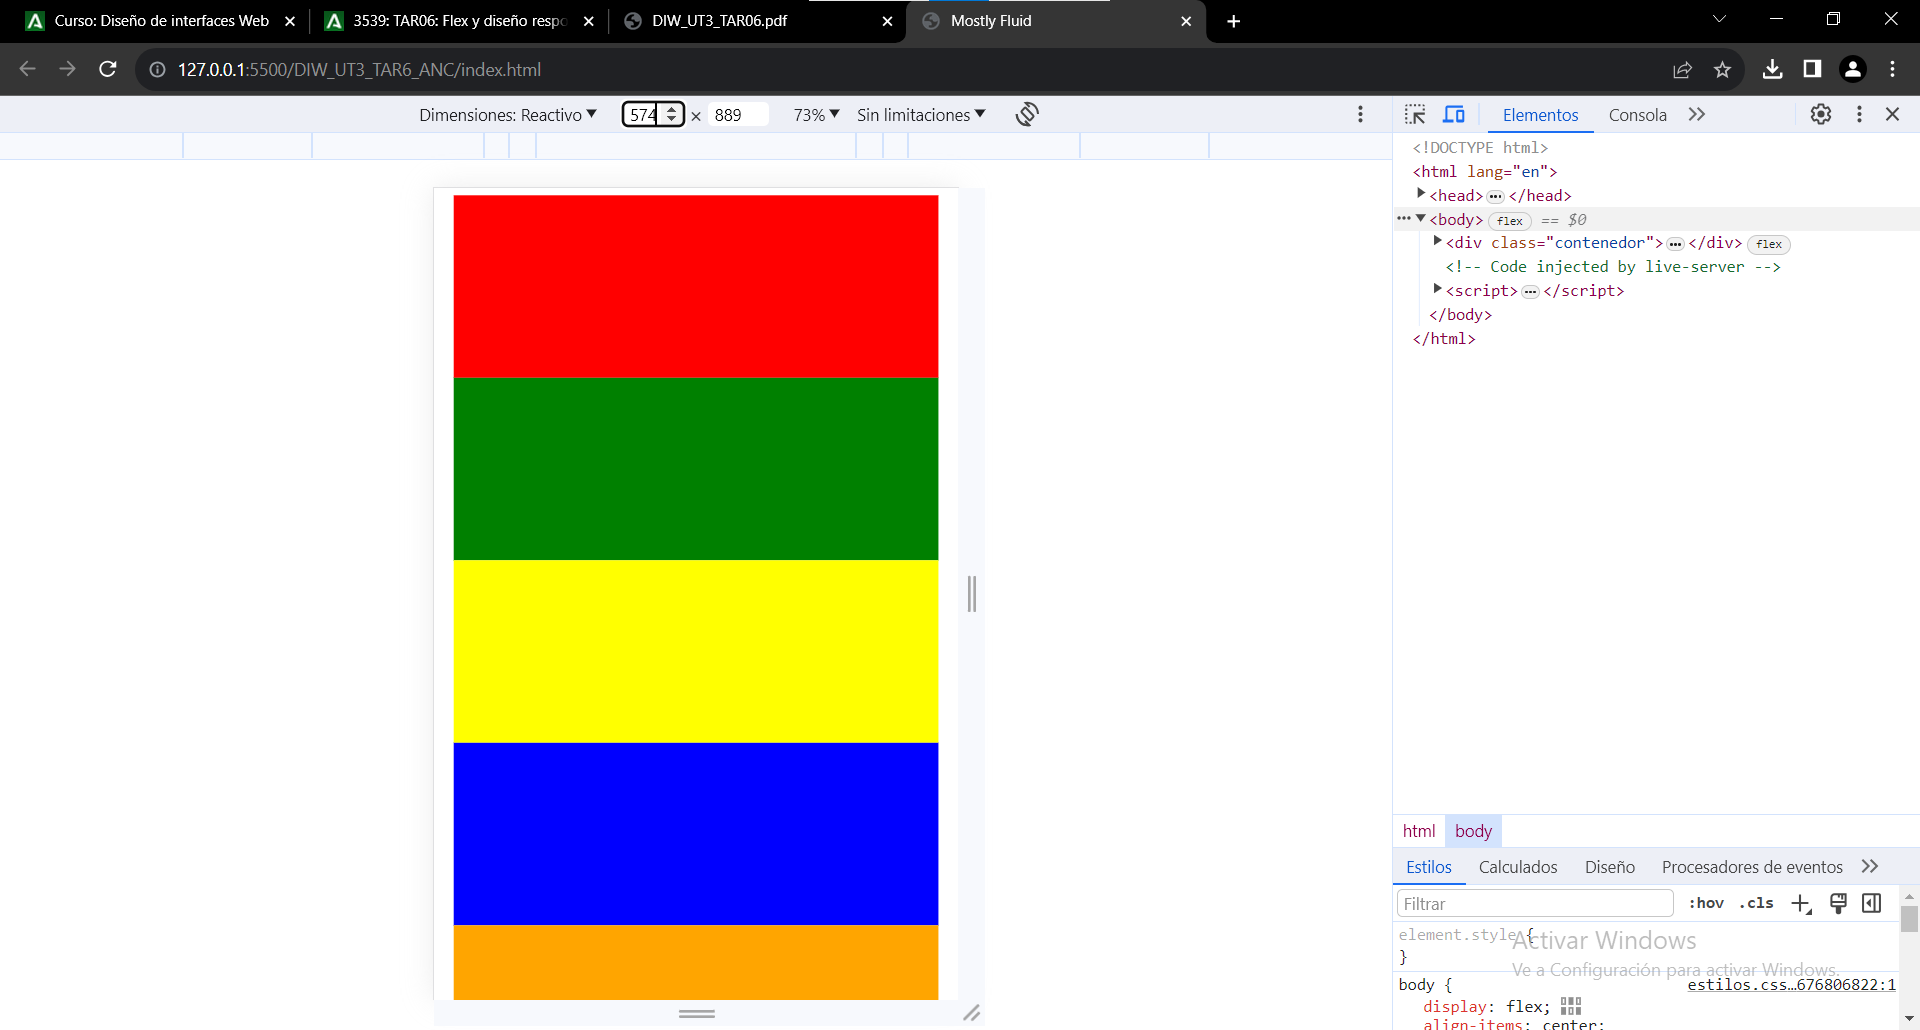 Curso: Diseño de interfaces Web
3539: TAR06: Flex y diseño respo
DIW_UT3_TAR06.pdf
Mostly Fluid
127.0.0.1:5500/DIW_UT3_TAR6_ANC/index.html
Dimensiones: Reactivo 574 × 889 73% Sin limitaciones
Elementos Consola
<!DOCTYPE html>
<html lang="en">
<head> ••• </head>
••• <body> flex == $0
<div class="contenedor"> ••• </div> flex
<!-- Code injected by live-server -->
<script> ••• </script>
</body>
</html>
html body
Estilos Calculados Diseño Procesadores de eventos
Filtrar :hov .cls
element.style {
}
Activar Windows
Ve a Configuración para activar Windows.
body { estilos.css…676806822:1
display: flex;
align-items: center;